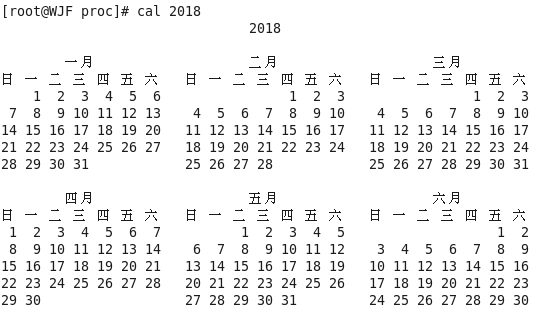 [root@WJF proc]# cal 2018
                               2018

        一月                   二月                   三月
日 一 二 三 四 五 六   日 一 二 三 四 五 六   日 一 二 三 四 五 六
    1  2  3  4  5  6                1  2  3                1  2  3
 7  8  9 10 11 12 13    4  5  6  7  8  9 10    4  5  6  7  8  9 10
14 15 16 17 18 19 20   11 12 13 14 15 16 17   11 12 13 14 15 16 17
21 22 23 24 25 26 27   18 19 20 21 22 23 24   18 19 20 21 22 23 24
28 29 30 31            25 26 27 28            25 26 27 28 29 30 31

        四月                   五月                   六月
日 一 二 三 四 五 六   日 一 二 三 四 五 六   日 一 二 三 四 五 六
 1  2  3  4  5  6  7          1  2  3  4  5                   1  2
 8  9 10 11 12 13 14    6  7  8  9 10 11 12    3  4  5  6  7  8  9
15 16 17 18 19 20 21   13 14 15 16 17 18 19   10 11 12 13 14 15 16
22 23 24 25 26 27 28   20 21 22 23 24 25 26   17 18 19 20 21 22 23
29 30                  27 28 29 30 31         24 25 26 27 28 29 30